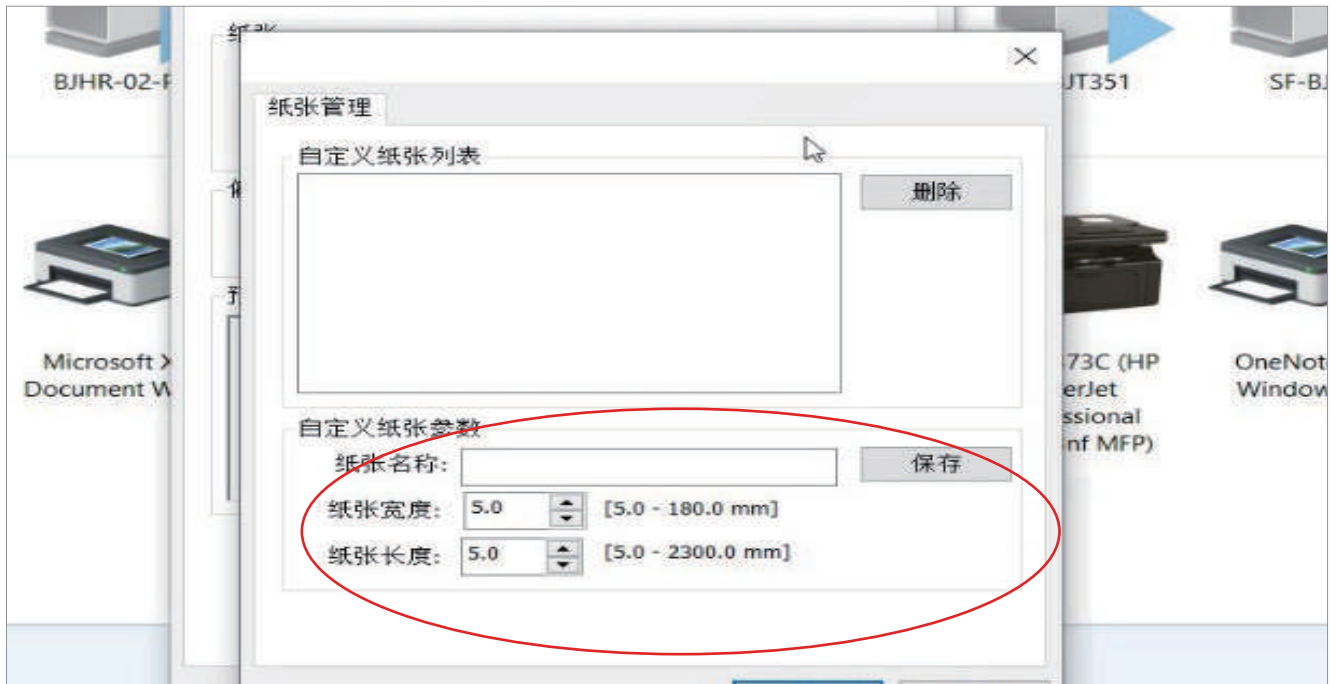 纸张
BJHR-02-
JT351
SF-BJ
纸张管理
自定义纸张列表
删除
Microsoft
Document W
73C (HP
erJet
ssional
nf MFP)
OneNot
Window
自定义纸张参数
纸张名称:
保存
纸张宽度: 5.0 [5.0 - 180.0 mm]
纸张长度: 5.0 [5.0 - 2300.0 mm]